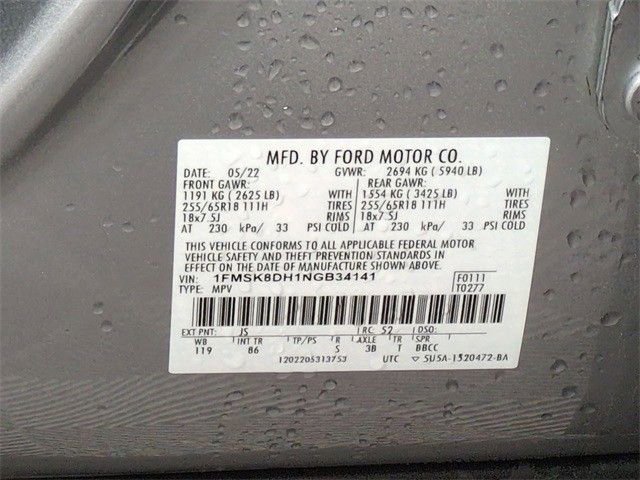 MFD. BY FORD MOTOR CO.
DATE: 05/22 GVWR: 2694 KG ( 5940 LB)
FRONT GAWR: REAR GAWR:
1191 KG ( 2625 LB) WITH 1554 KG ( 3425 LB) WITH
255/65R18 111H TIRES 255/65R18 111H TIRES
18x7.5J RIMS 18x7.5J RIMS
AT 230 kPa/ 33 PSI COLD AT 230 kPa/ 33 PSI COLD
THIS VEHICLE CONFORMS TO ALL APPLICABLE FEDERAL MOTOR
VEHICLE SAFETY AND THEFT PREVENTION STANDARDS IN
EFFECT ON THE DATE OF MANUFACTURE SHOWN ABOVE.
VIN: 1FMSK8DH1NGB34141 F0111
TYPE: MPV T0277
EXT PNT: JS RC: 52 DSO:
WB INT TR TP/PS R AXLE TR SPR
119 86 S 3B T BBCC
1202205313753 UTC ▽ 5U5A-1520472-BA